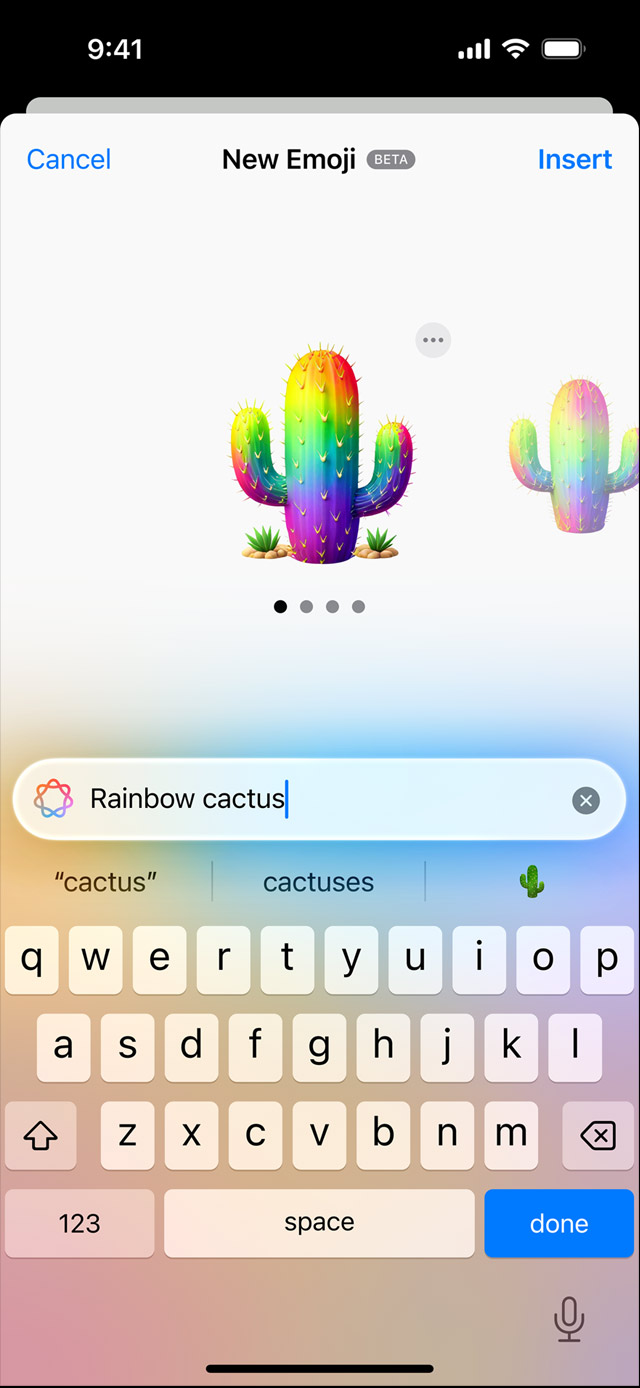 9:41
Cancel New Emoji BETA Insert
Rainbow cactus
“cactus” cactuses 🌵
q w e r t y u i o p
a s d f g h j k l
z x c v b n m
123 space done